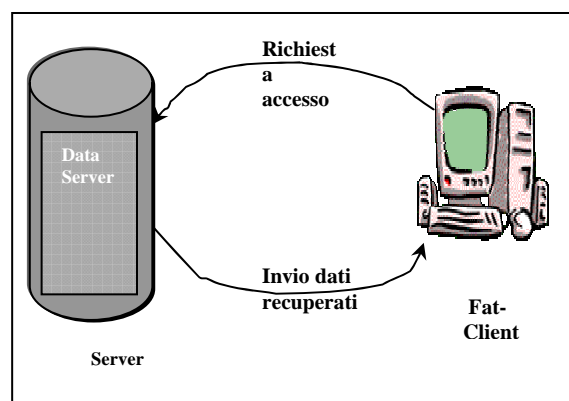 Richiest
a
accesso
Data
Server
Invio dati
recuperati
Fat-
Client
Server